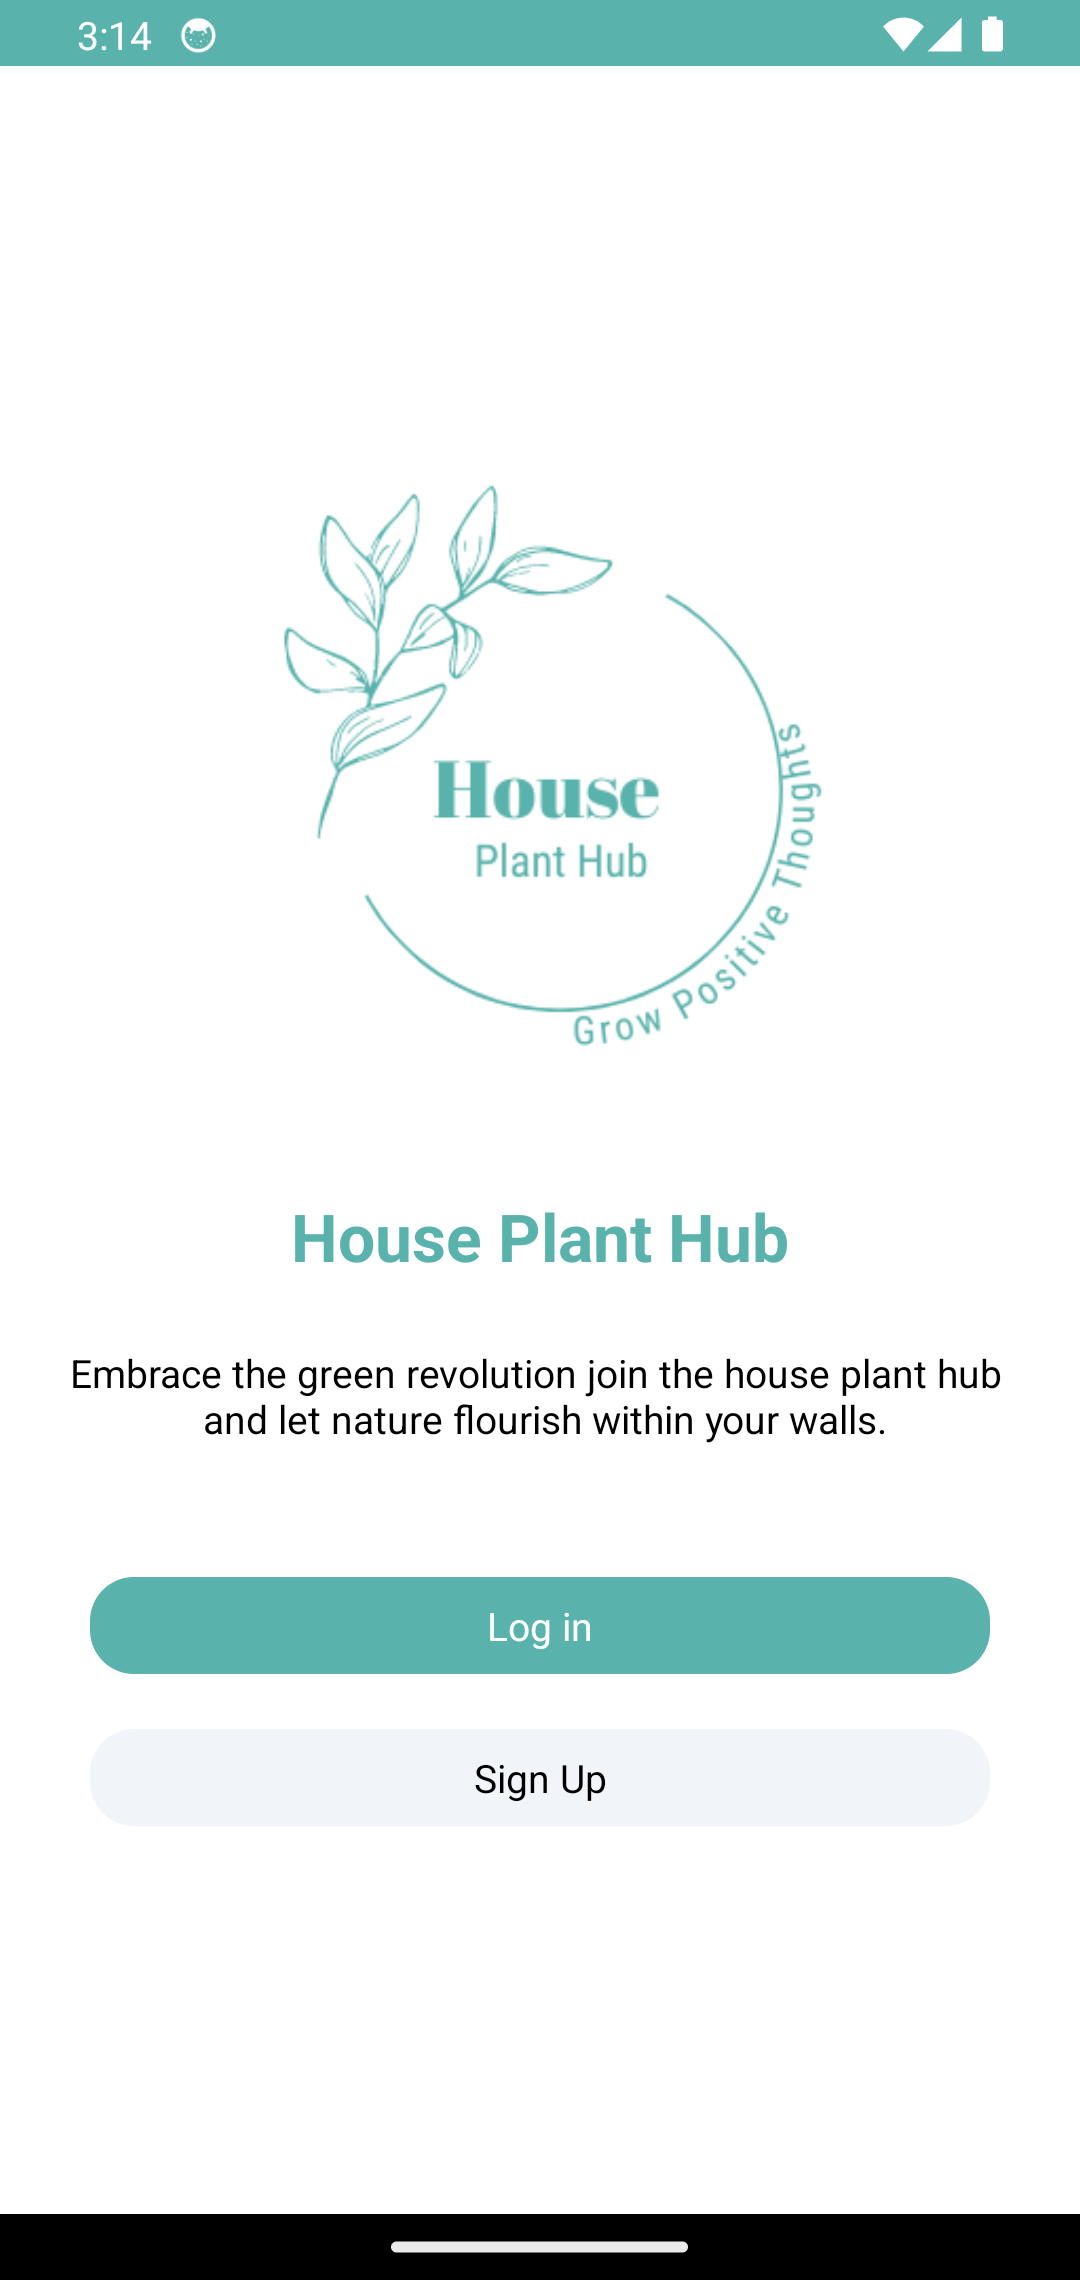 3:14
House
Plant Hub
Grow Positive Thoughts
House Plant Hub
Embrace the green revolution join the house plant hub
and let nature flourish within your walls.
Log in
Sign Up